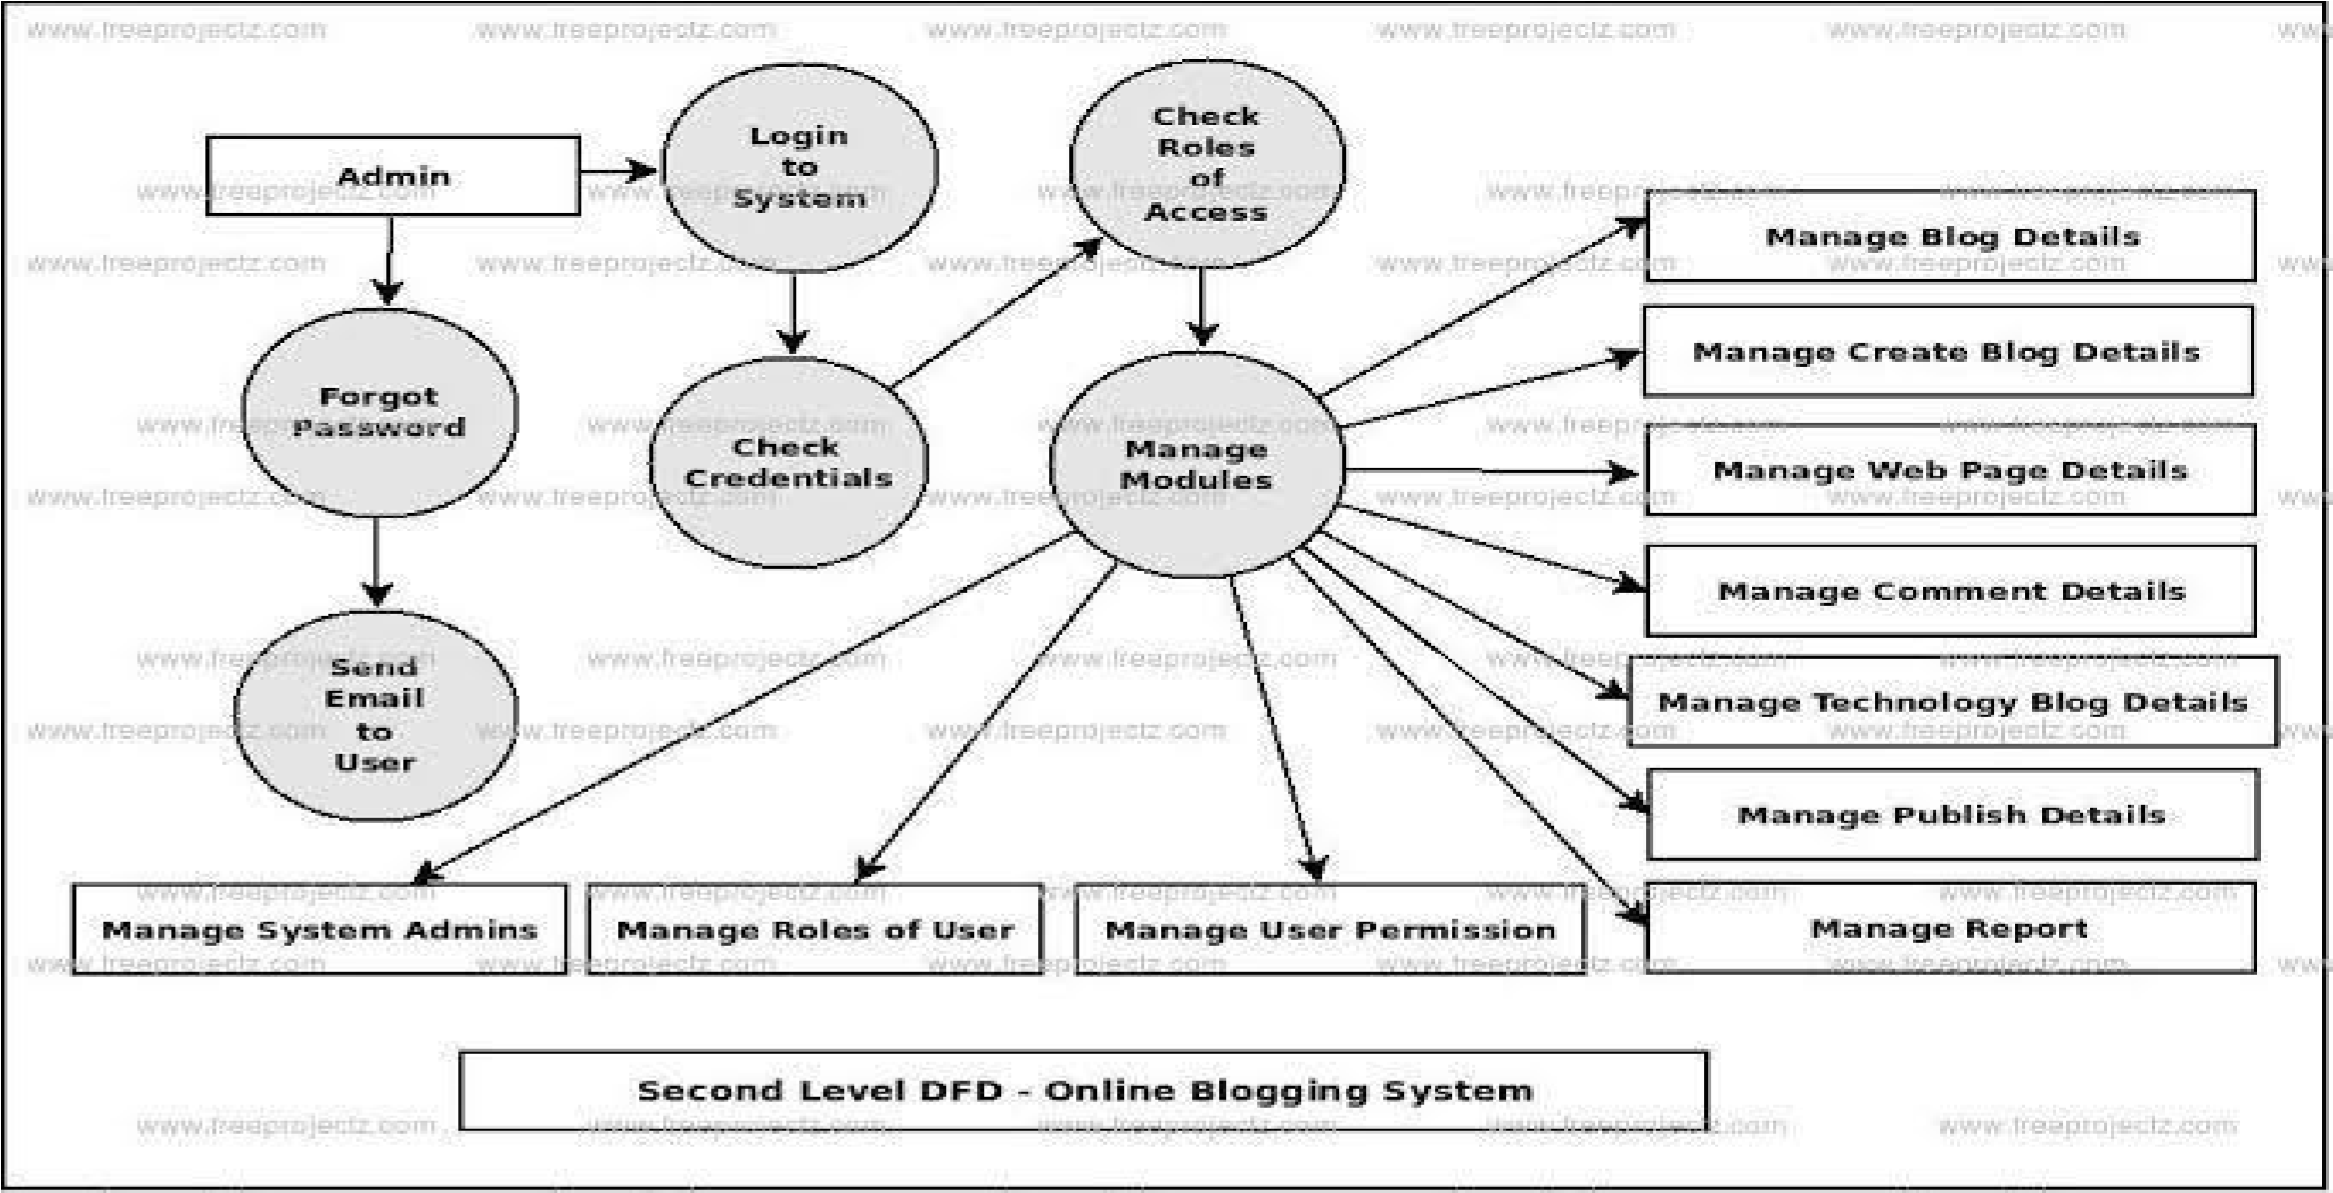 Admin
Login
to
System
Check
Roles
of
Access
Forgot
Password
Check
Credentials
Manage
Modules
Send
Email
to
User
Manage Blog Details
Manage Create Blog Details
Manage Web Page Details
Manage Comment Details
Manage Technology Blog Details
Manage Publish Details
Manage Report
Manage System Admins
Manage Roles of User
Manage User Permission
Second Level DFD - Online Blogging System
www.freeprojectz.com